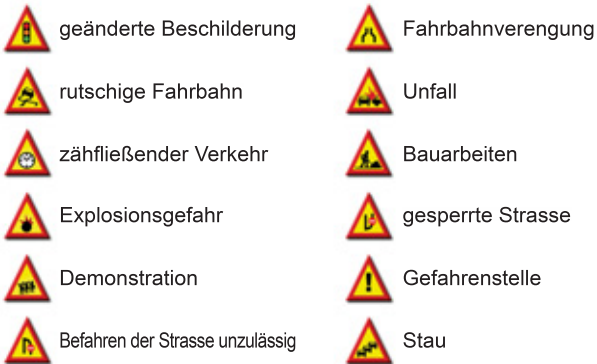 geänderte Beschilderung
rutschige Fahrbahn
zähfließender Verkehr
Explosionsgefahr
Demonstration
Befahren der Strasse unzulässig
Fahrbahnverengung
Unfall
Bauarbeiten
gesperrte Strasse
Gefahrenstelle
Stau